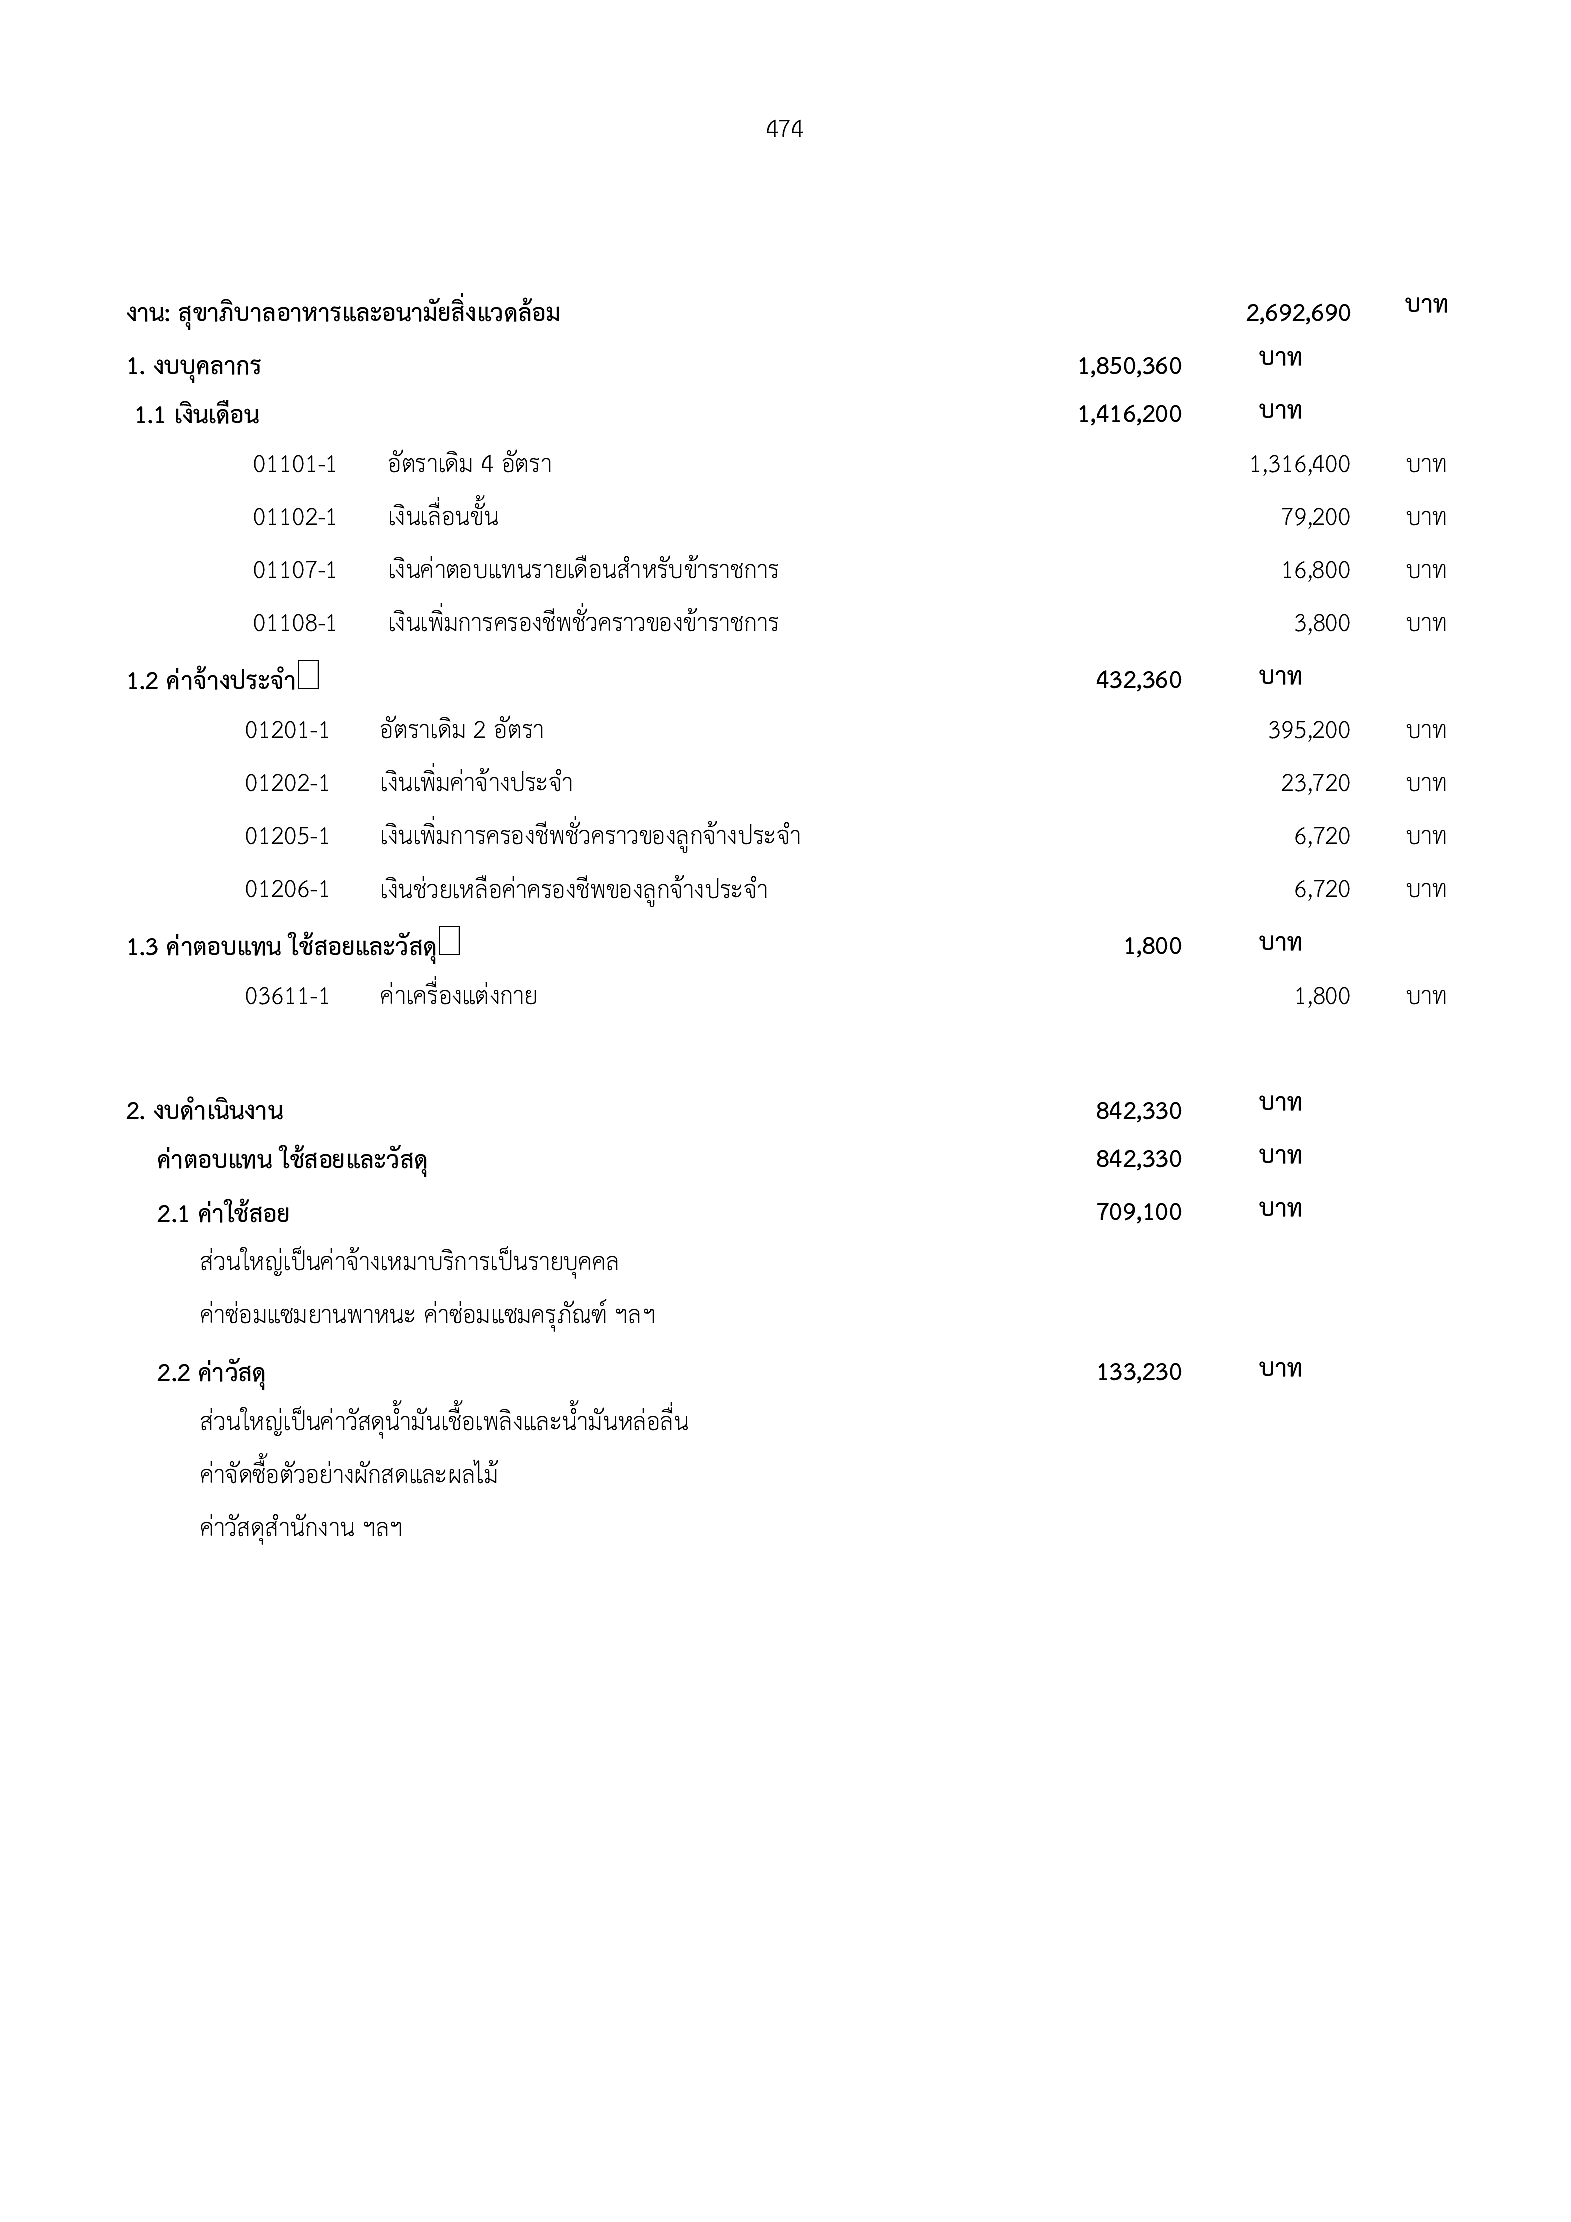 474
งาน: สุขาภิบาลอาหารและอนามัยสิ่งแวดล้อม 2,692,690 บาท
1. งบบุคลากร 1,850,360 บาท
1.1 เงินเดือน 1,416,200 บาท
01101-1 อัตราเดิม 4 อัตรา 1,316,400 บาท
01102-1 เงินเลื่อนขั้น 79,200 บาท
01107-1 เงินค่าตอบแทนรายเดือนสำหรับข้าราชการ 16,800 บาท
01108-1 เงินเพิ่มการครองชีพชั่วคราวของข้าราชการ 3,800 บาท
1.2 ค่าจ้างประจำ 432,360 บาท
01201-1 อัตราเดิม 2 อัตรา 395,200 บาท
01202-1 เงินเพิ่มค่าจ้างประจำ 23,720 บาท
01205-1 เงินเพิ่มการครองชีพชั่วคราวของลูกจ้างประจำ 6,720 บาท
01206-1 เงินช่วยเหลือค่าครองชีพของลูกจ้างประจำ 6,720 บาท
1.3 ค่าตอบแทน ใช้สอยและวัสดุ 1,800 บาท
03611-1 ค่าเครื่องแต่งกาย 1,800 บาท
2. งบดำเนินงาน 842,330 บาท
ค่าตอบแทน ใช้สอยและวัสดุ 842,330 บาท
2.1 ค่าใช้สอย 709,100 บาท
ส่วนใหญ่เป็นค่าจ้างเหมาบริการเป็นรายบุคคล
ค่าซ่อมแซมยานพาหนะ ค่าซ่อมแซมครุภัณฑ์ ฯลฯ
2.2 ค่าวัสดุ 133,230 บาท
ส่วนใหญ่เป็นค่าวัสดุน้ำมันเชื้อเพลิงและน้ำมันหล่อลื่น
ค่าจัดซื้อตัวอย่างผักสดและผลไม้
ค่าวัสดุสำนักงาน ฯลฯ